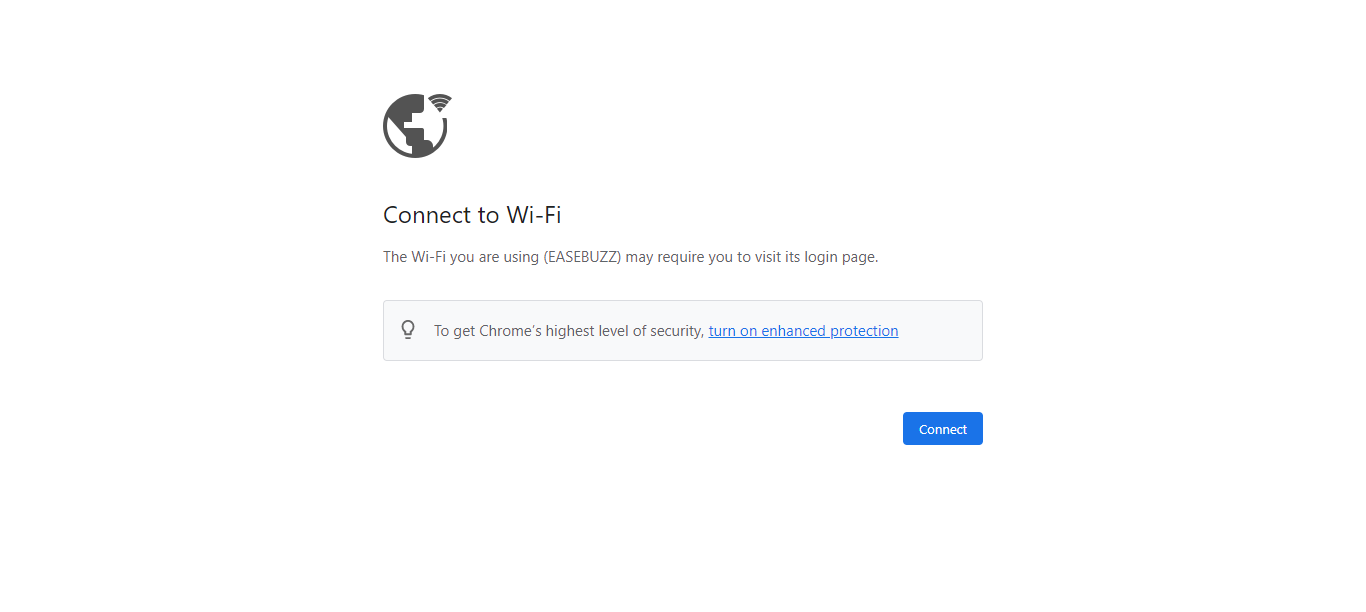 Connect to Wi-Fi
The Wi-Fi you are using (EASEBUZZ) may require you to visit its login page.
To get Chrome's highest level of security, turn on enhanced protection
Connect